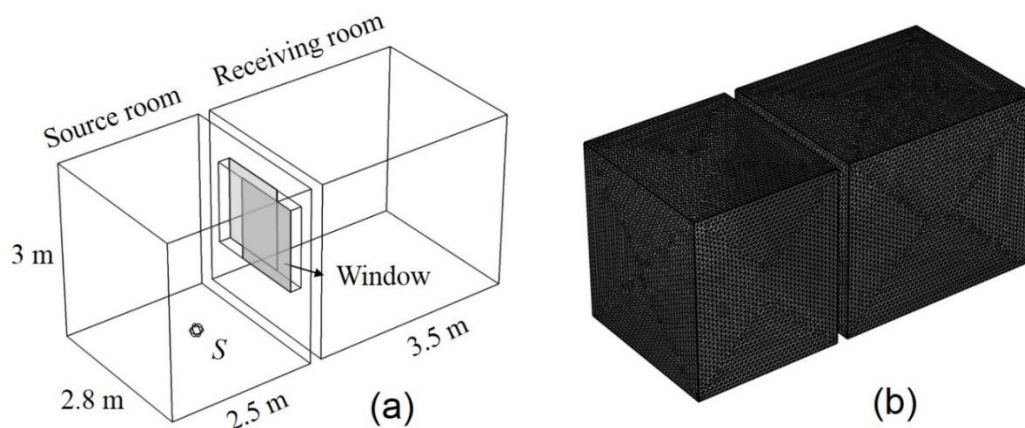 Source room
Receiving room
3 m
Window
S
2.8 m
2.5 m
3.5 m
(a)
(b)